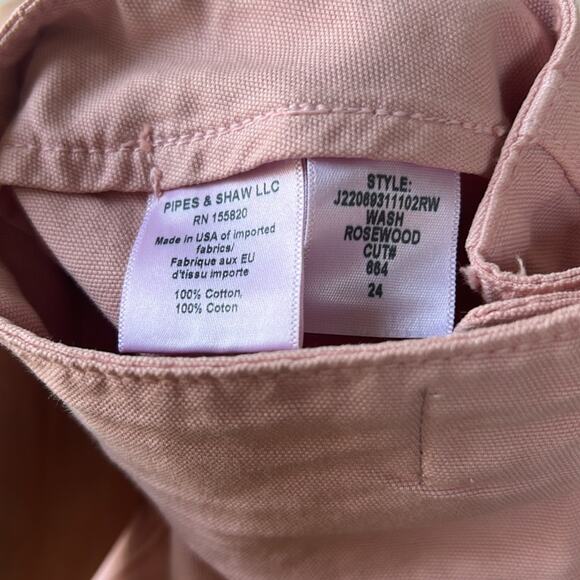 PIPES & SHAW LLC
RN 155820
Made in USA of imported
fabrics/
Fabrique aux EU
d'tissu importe
100% Cotton,
100% Coton
STYLE:
J22069311102RW
WASH
ROSEWOOD
CUT#
664
24